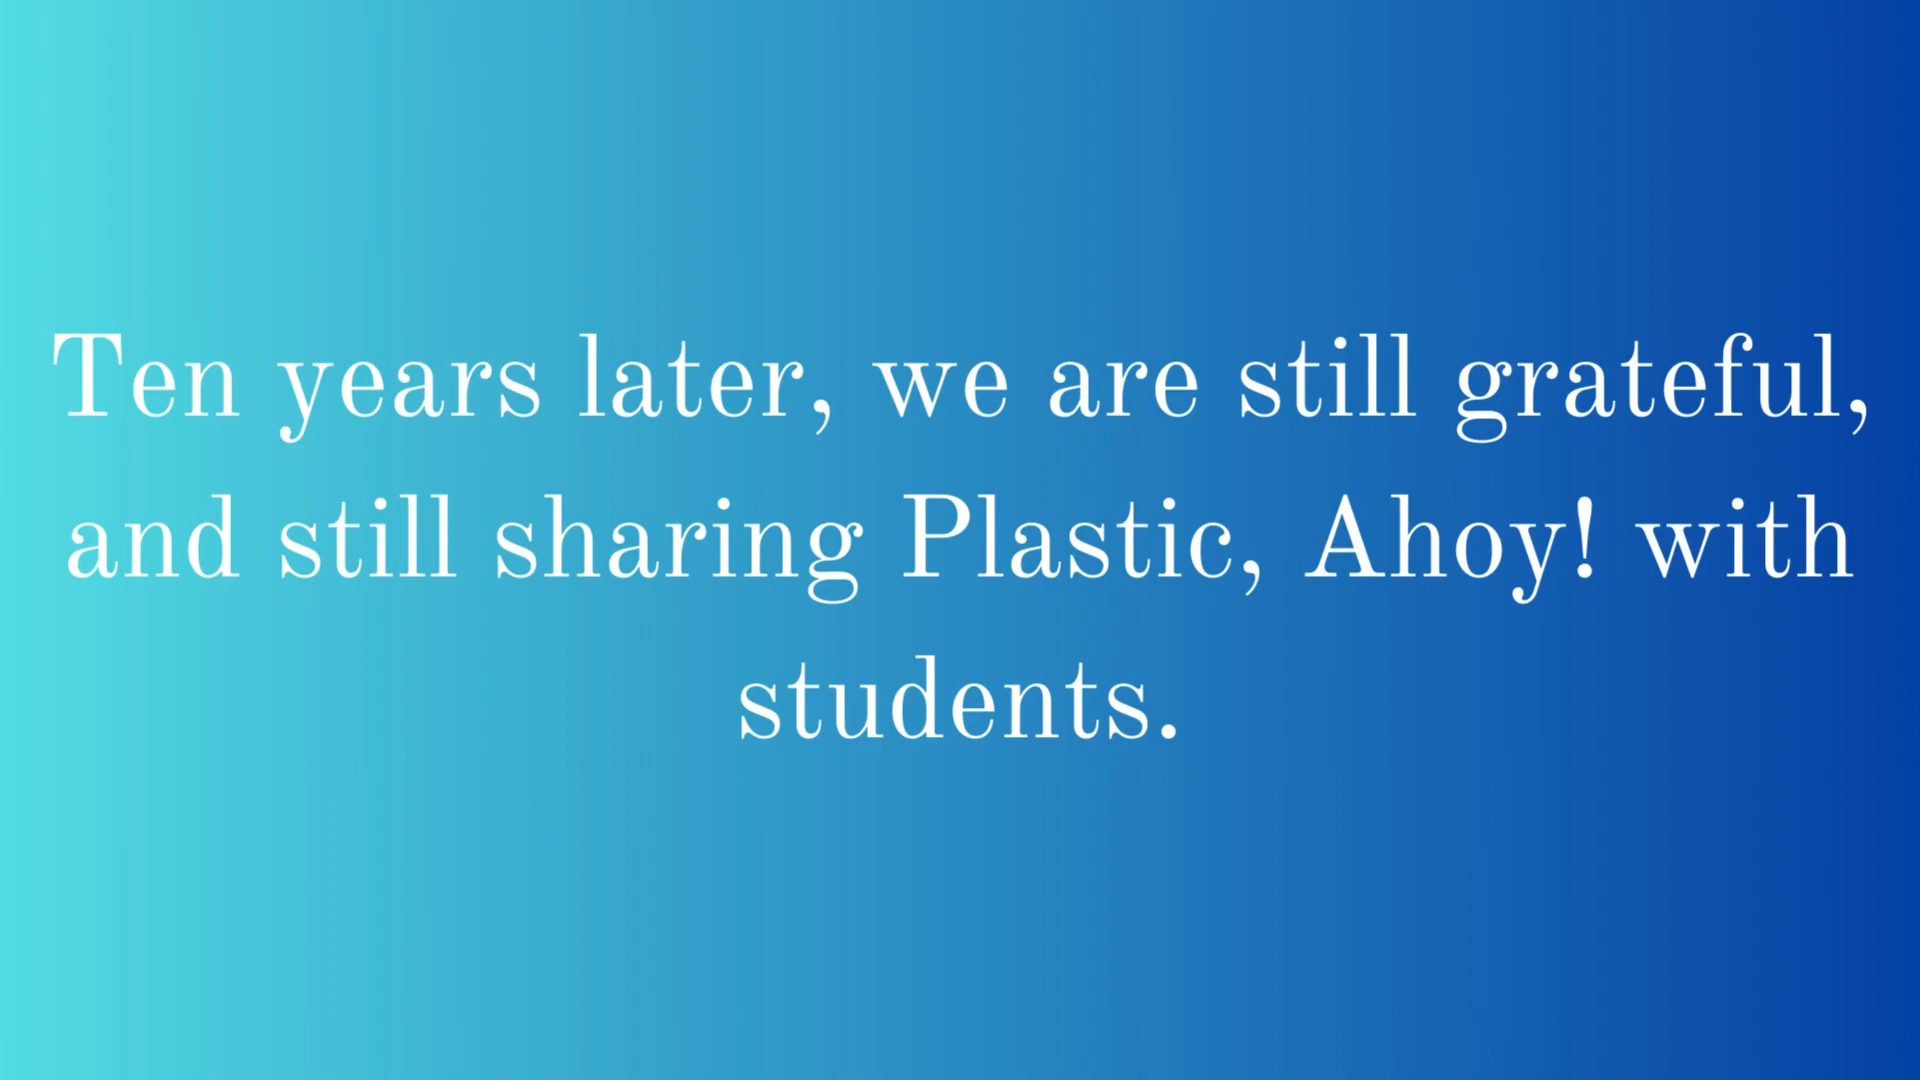 Ten years later, we are still grateful,
and still sharing Plastic, Ahoy! with
students.